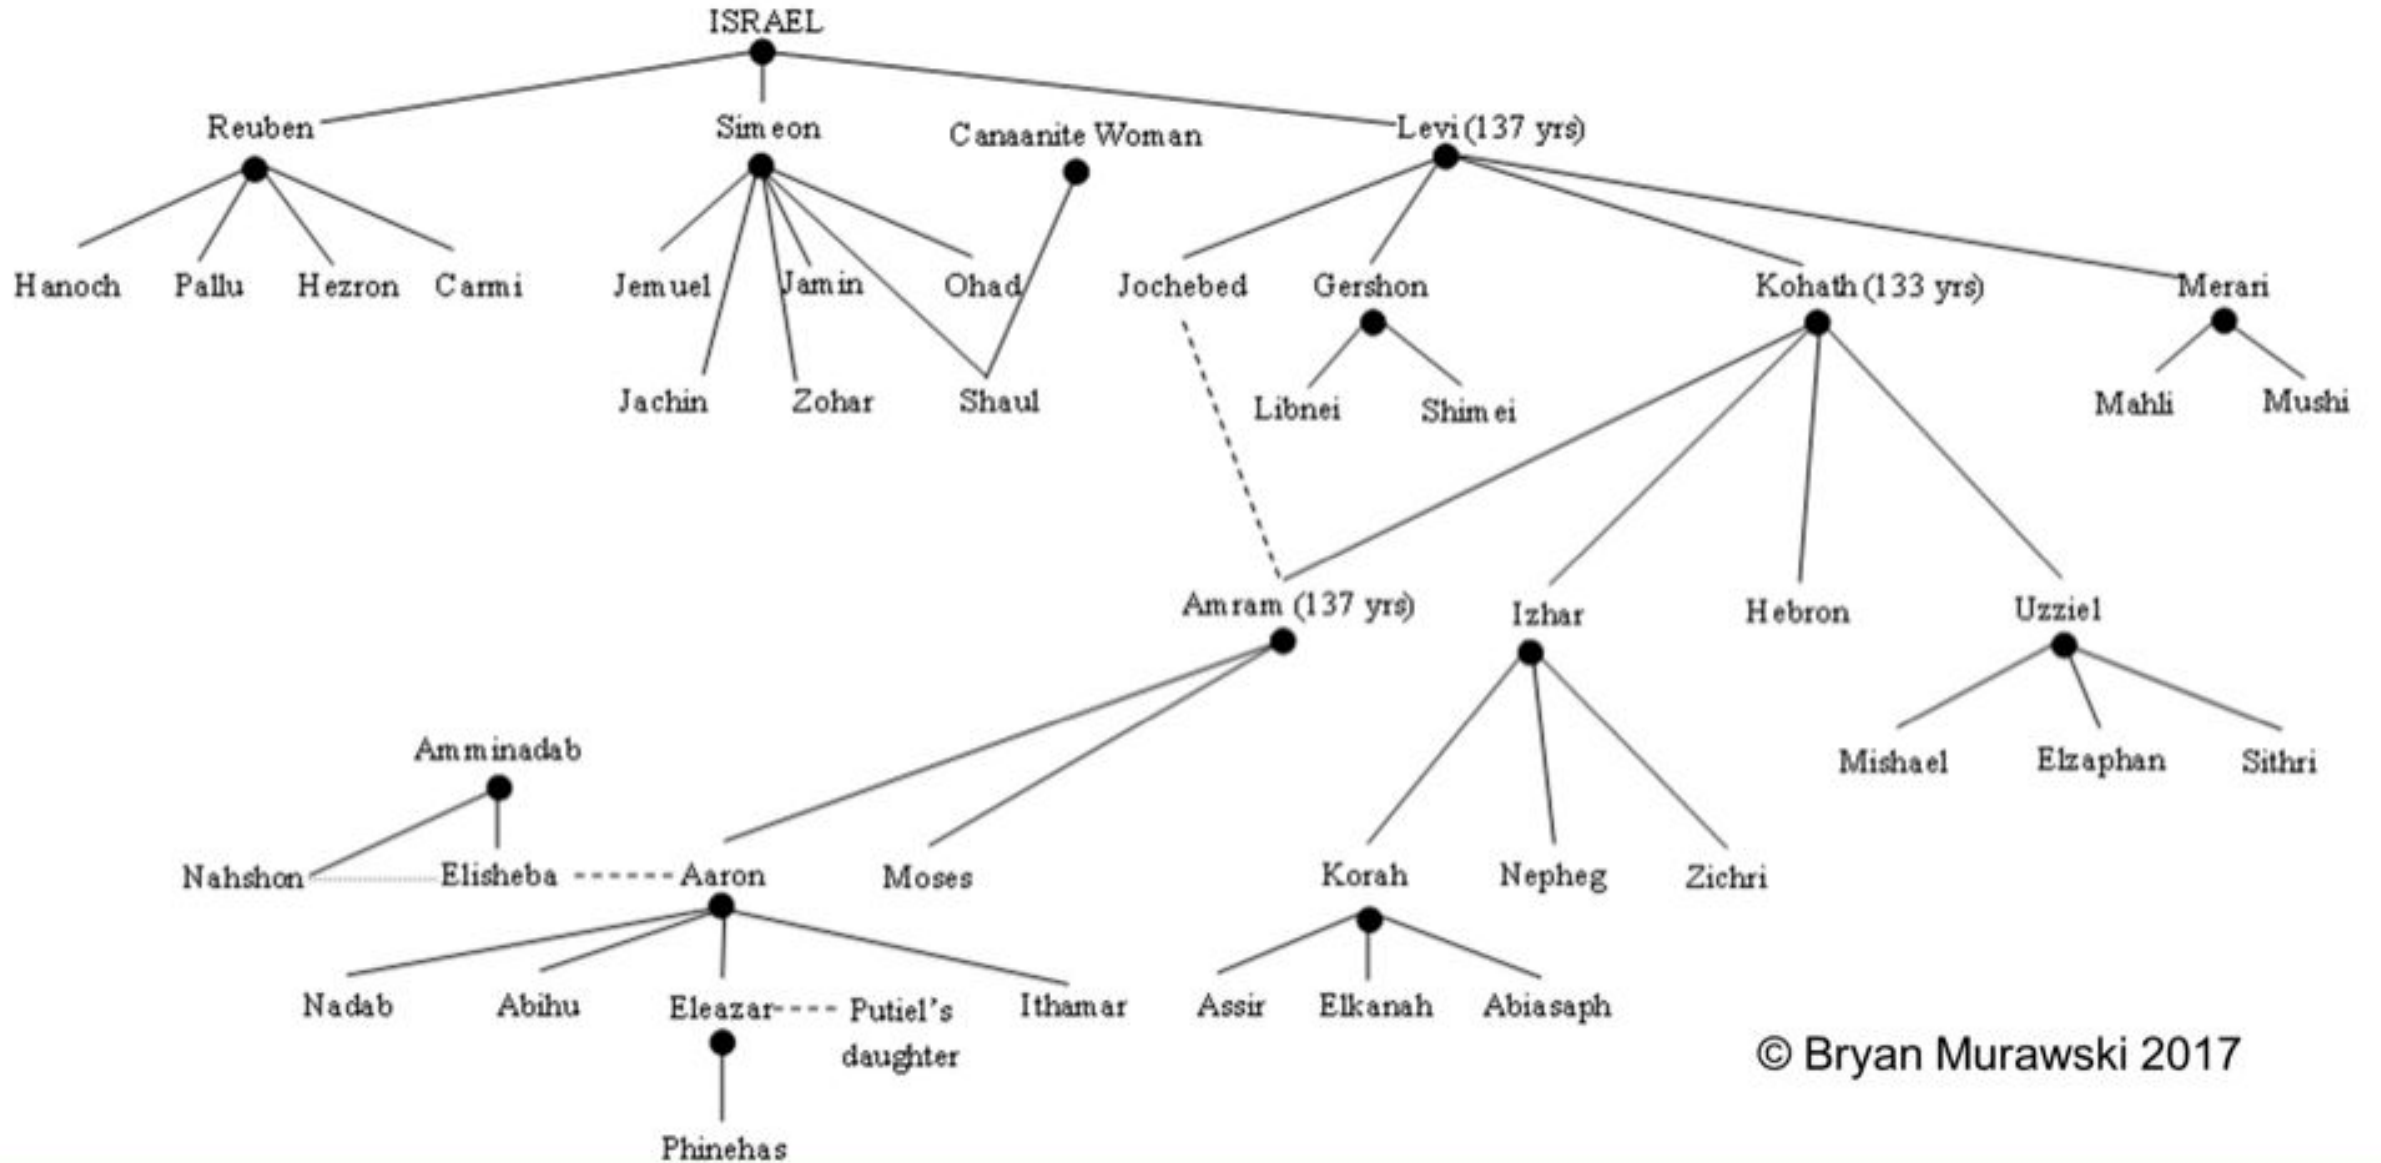 ISRAEL
Reuben
Simeon
Canaanite Woman
Levi (137 yrs)
Hanoch
Pallu
Hezron
Carmi
Jemuel
Jamin
Ohad
Jochebed
Gershon
Kohath (133 yrs)
Merari
Jachin
Zohar
Shaul
Libnei
Shimei
Mahli
Mushi
Amram (137 yrs)
Izhar
Hebron
Uzziel
Amminadab
Mishael
Elzaphan
Sithri
Nahshon
Elisheba
Aaron
Moses
Korah
Nepheg
Zichri
Nadab
Abihu
Eleazar
Putiel's
daughter
Ithamar
Assir
Elkanah
Abiasaph
© Bryan Murawski 2017
Phinehas